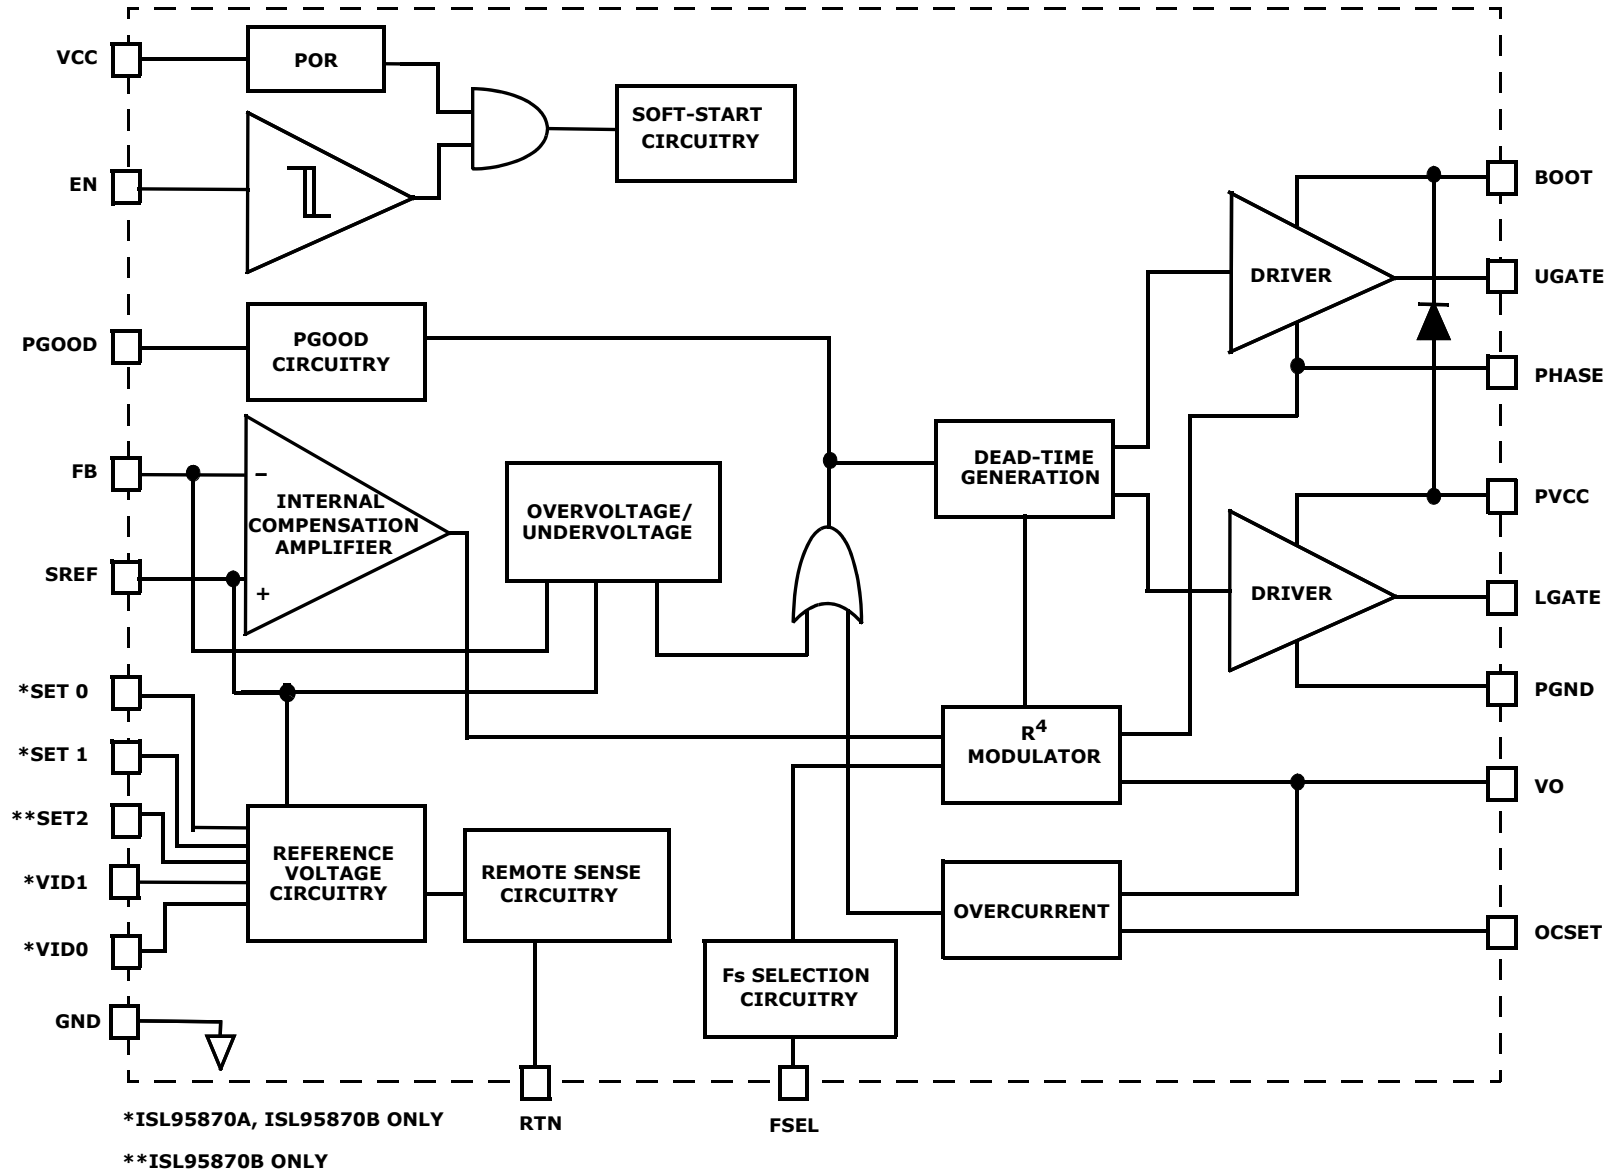 VCC
POR
SOFT-START
CIRCUITRY
EN
BOOT
DRIVER
UGATE
PGOOD
PGOOD
CIRCUITRY
PHASE
FB
–
INTERNAL
COMPENSATION
AMPLIFIER
+
OVERVOLTAGE/
UNDERVOLTAGE
DEAD-TIME
GENERATION
PVCC
SREF
DRIVER
LGATE
*SET 0
PGND
*SET 1
R4
MODULATOR
VO
**SET2
*VID1
REFERENCE
VOLTAGE
CIRCUITRY
REMOTE SENSE
CIRCUITRY
OVERCURRENT
OCSET
*VID0
Fs SELECTION
CIRCUITRY
GND
*ISL95870A, ISL95870B ONLY
RTN
FSEL
**ISL95870B ONLY